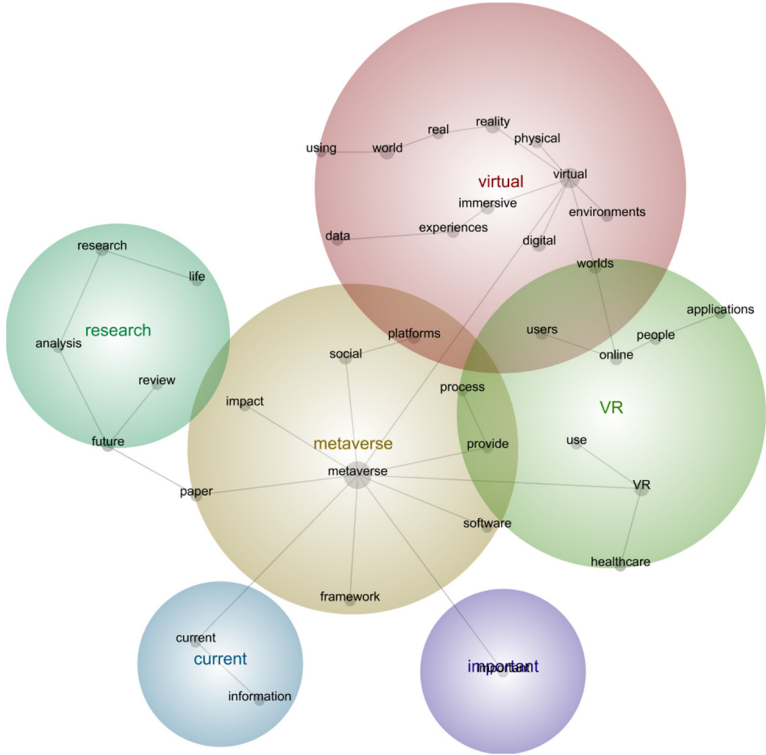 reality
real
physical
using
world
virtual
virtual
immersive
environments
experiences
data
digital
research
worlds
life
applications
research
platforms
users
people
analysis
social
online
review
process
impact
VR
future
metaverse
provide
use
metaverse
paper
VR
software
healthcare
framework
current
current
important
important
information